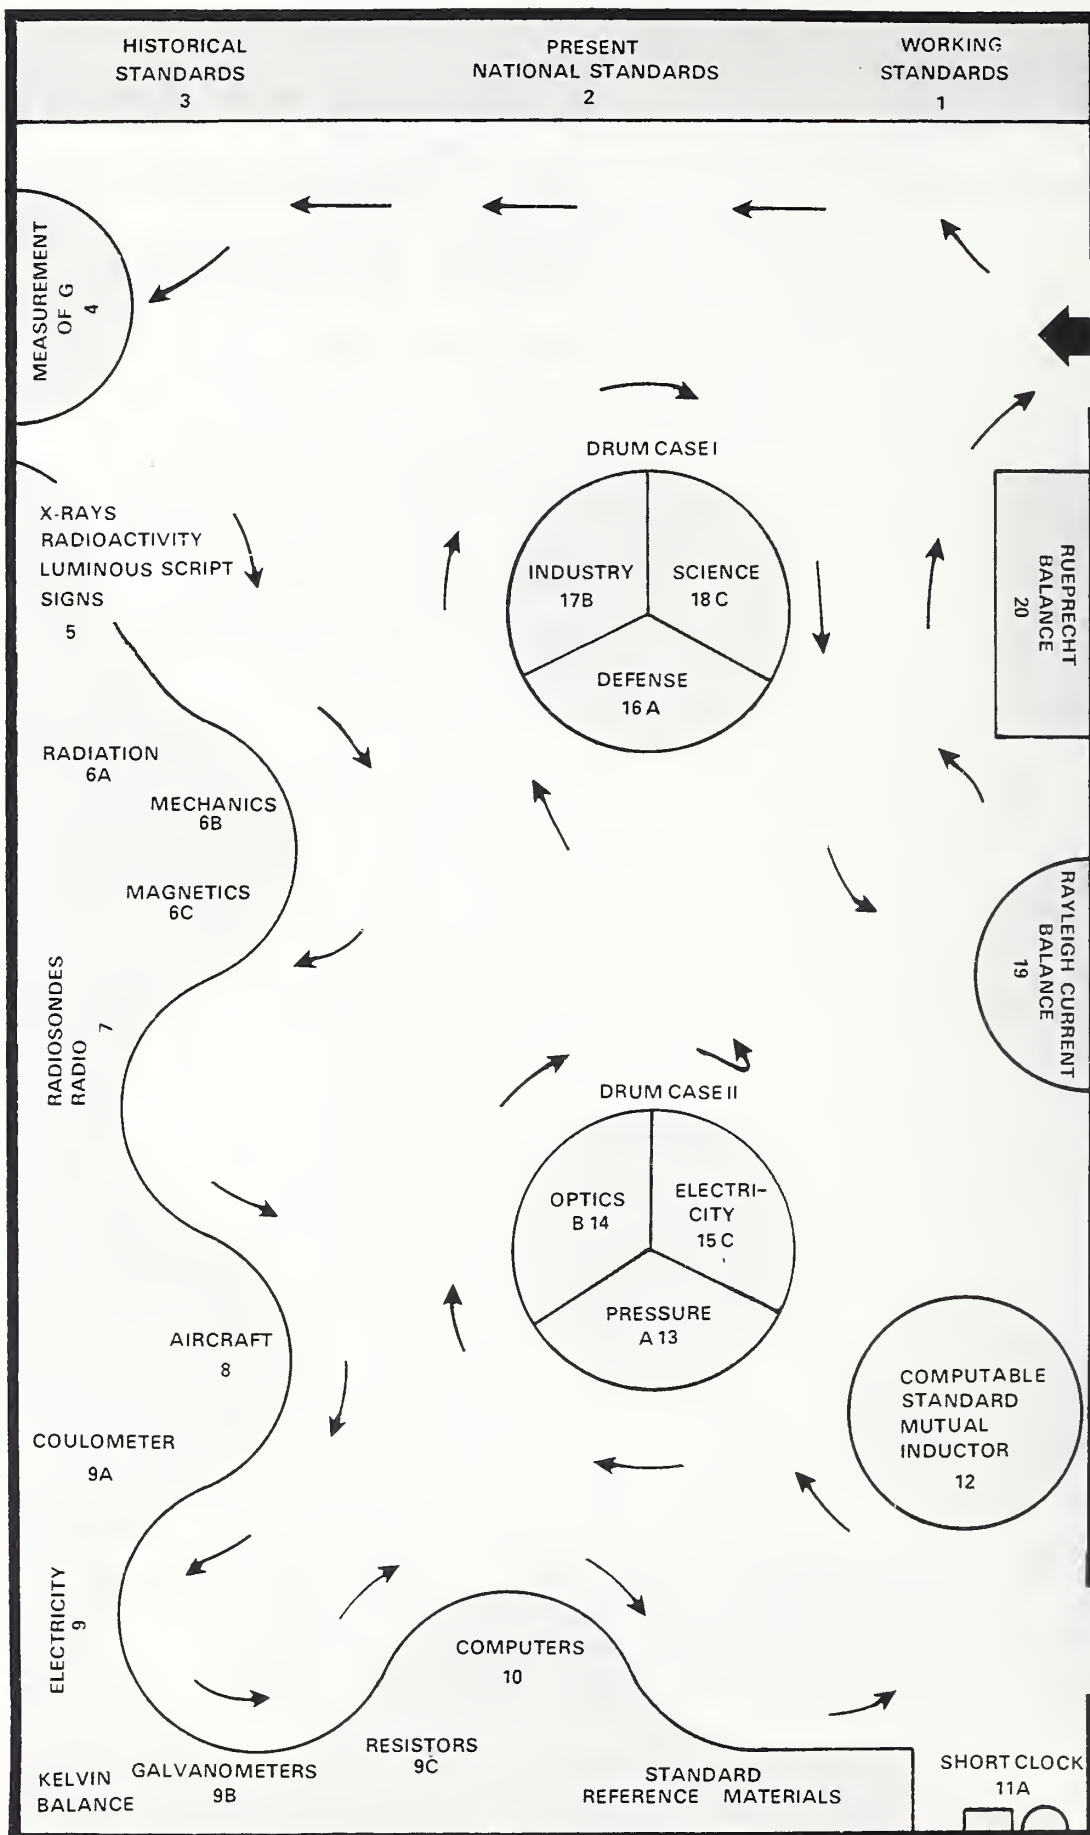 HISTORICAL
STANDARDS
3
PRESENT
NATIONAL STANDARDS
2
WORKING
STANDARDS
1
MEASUREMENT
OF G
4
X-RAYS
RADIOACTIVITY
LUMINOUS SCRIPT
SIGNS
5
DRUM CASE I
INDUSTRY
17B
SCIENCE
18 C
DEFENSE
16 A
RUEPRECHT
BALANCE
20
RADIATION
6A
MECHANICS
6B
MAGNETICS
6C
RAYLEIGH CURRENT
BALANCE
19
RADIOSONDES
RADIO
7
DRUM CASE II
OPTICS
B 14
ELECTRI-
CITY
15 C
PRESSURE
A 13
AIRCRAFT
8
COMPUTABLE
STANDARD
MUTUAL
INDUCTOR
12
COULOMETER
9A
ELECTRICITY
9
COMPUTERS
10
RESISTORS
9C
GALVANOMETERS
9B
KELVIN
BALANCE
STANDARD
REFERENCE MATERIALS
SHORT CLOCK
11A